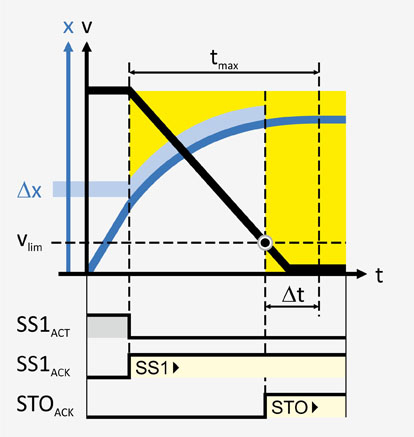 x v
tmax
Δx
vlim
t
Δt
SS1ACT
SS1ACK SS1
STOACK STO